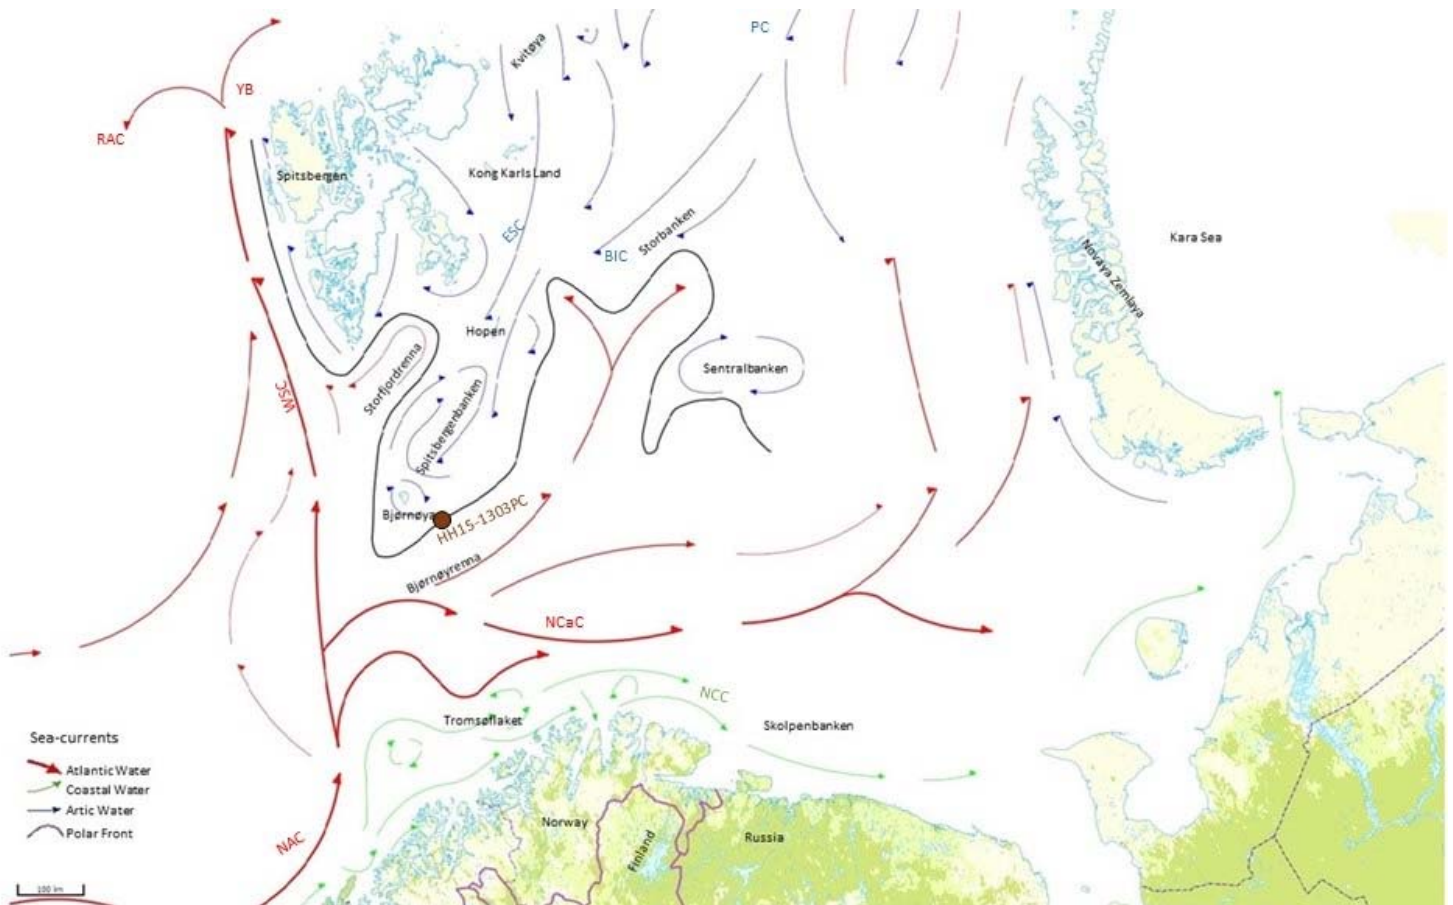 PC
Kvitøya
YB
RAC
Spitsbergen
Kong Karls Land
ESC
Storbanken
BIC
Kara Sea
Novaya Zemlaya
Hopen
Storfjordrenna
Sentralbanken
WSC
Spitsbergenbanken
Bjørnøya
HH15-1303PC
Bjørnøyrenna
NCaC
NCC
Tromsøflaket
Skolpenbanken
Sea-currents
Atlantic Water
Coastal Water
Artic Water
Polar Front
NAC
Norway
Finland
Russia
100 km